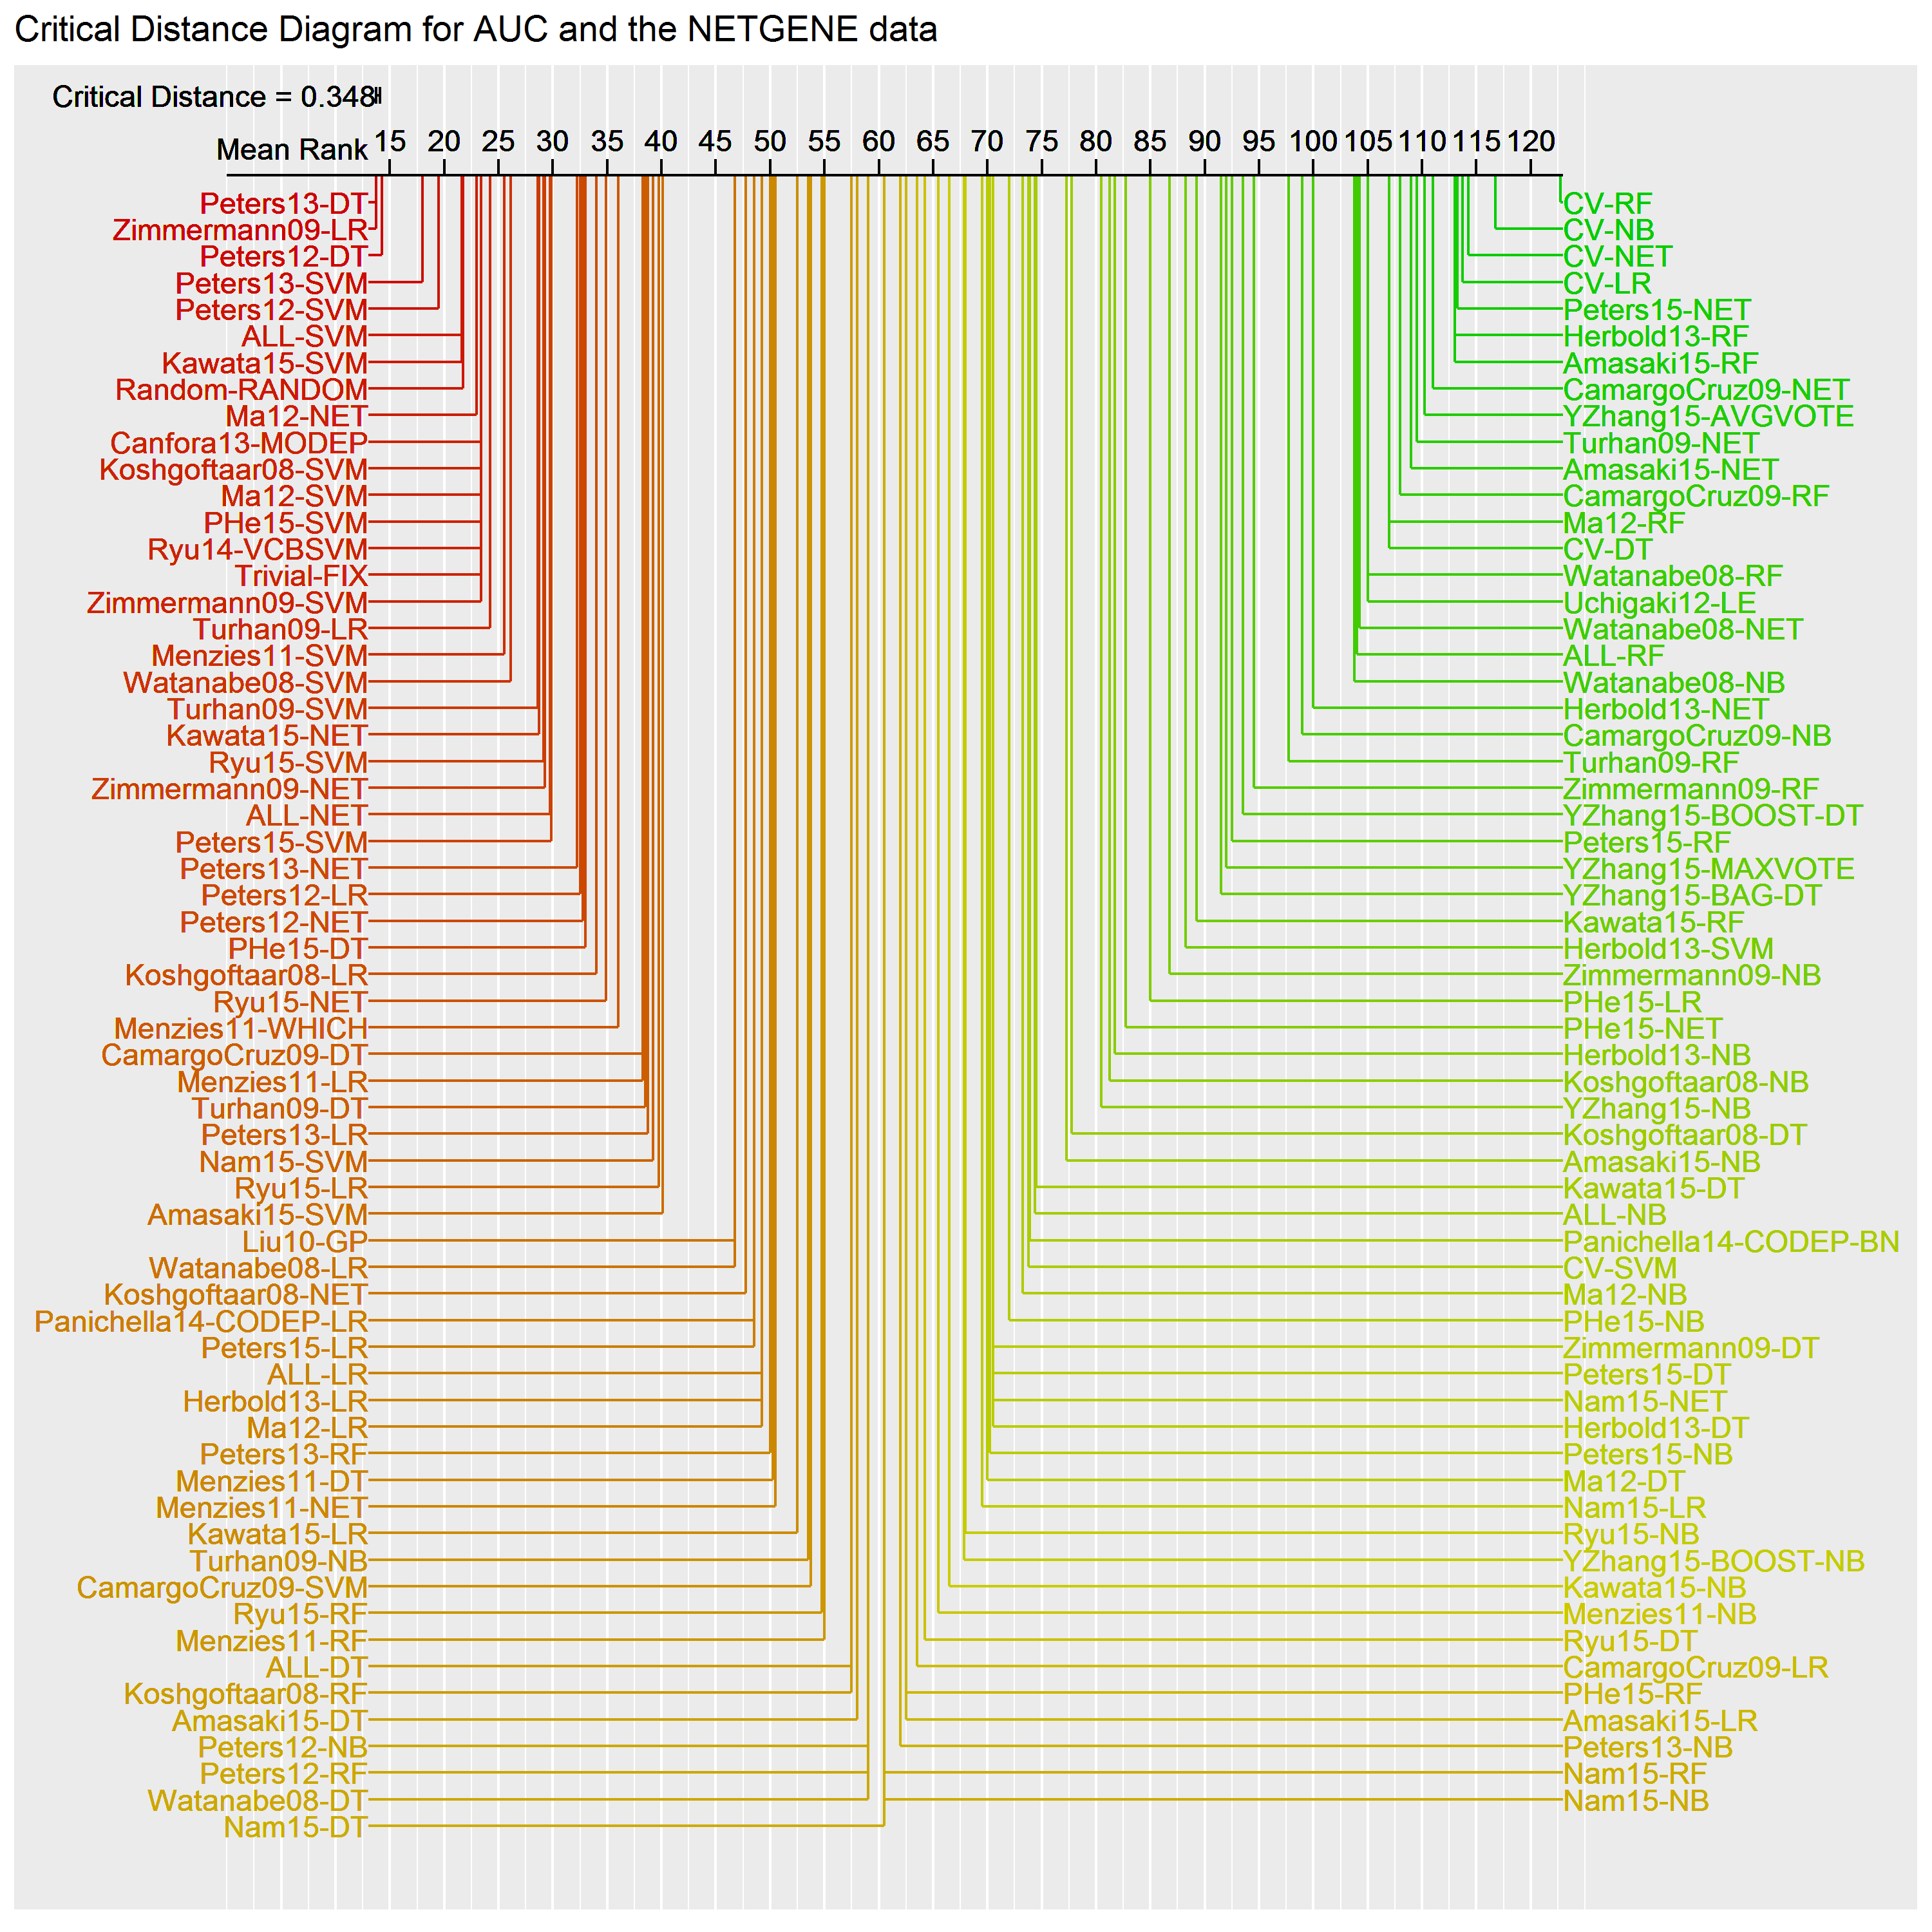 Critical Distance Diagram for AUC and the NETGENE data
Critical Distance = 0.348
Mean Rank 15 20 25 30 35 40 45 50 55 60 65 70 75 80 85 90 95 100 105 110 115 120
Peters13-DT
Zimmermann09-LR
Peters12-DT
Peters13-SVM
Peters12-SVM
ALL-SVM
Kawata15-SVM
Random-RANDOM
Ma12-NET
Canfora13-MODEP
Koshgoftaar08-SVM
Ma12-SVM
PHe15-SVM
Ryu14-VCBSVM
Trivial-FIX
Zimmermann09-SVM
Turhan09-LR
Menzies11-SVM
Watanabe08-SVM
Turhan09-SVM
Kawata15-NET
Ryu15-SVM
Zimmermann09-NET
ALL-NET
Peters15-SVM
Peters13-NET
Peters12-LR
Peters12-NET
PHe15-DT
Koshgoftaar08-LR
Ryu15-NET
Menzies11-WHICH
CamargoCruz09-DT
Menzies11-LR
Turhan09-DT
Peters13-LR
Nam15-SVM
Ryu15-LR
Amasaki15-SVM
Liu10-GP
Watanabe08-LR
Koshgoftaar08-NET
Panichella14-CODEP-LR
Peters15-LR
ALL-LR
Herbold13-LR
Ma12-LR
Peters13-RF
Menzies11-DT
Menzies11-NET
Kawata15-LR
Turhan09-NB
CamargoCruz09-SVM
Ryu15-RF
Menzies11-RF
ALL-DT
Koshgoftaar08-RF
Amasaki15-DT
Peters12-NB
Peters12-RF
Watanabe08-DT
Nam15-DT
CV-RF
CV-NB
CV-NET
CV-LR
Peters15-NET
Herbold13-RF
Amasaki15-RF
CamargoCruz09-NET
YZhang15-AVGVOTE
Turhan09-NET
Amasaki15-NET
CamargoCruz09-RF
Ma12-RF
CV-DT
Watanabe08-RF
Uchigaki12-LE
Watanabe08-NET
ALL-RF
Watanabe08-NB
Herbold13-NET
CamargoCruz09-NB
Turhan09-RF
Zimmermann09-RF
YZhang15-BOOST-DT
Peters15-RF
YZhang15-MAXVOTE
YZhang15-BAG-DT
Kawata15-RF
Herbold13-SVM
Zimmermann09-NB
PHe15-LR
PHe15-NET
Herbold13-NB
Koshgoftaar08-NB
YZhang15-NB
Koshgoftaar08-DT
Amasaki15-NB
Kawata15-DT
ALL-NB
Panichella14-CODEP-BN
CV-SVM
Ma12-NB
PHe15-NB
Zimmermann09-DT
Peters15-DT
Nam15-NET
Herbold13-DT
Peters15-NB
Ma12-DT
Nam15-LR
Ryu15-NB
YZhang15-BOOST-NB
Kawata15-NB
Menzies11-NB
Ryu15-DT
CamargoCruz09-LR
PHe15-RF
Amasaki15-LR
Peters13-NB
Nam15-RF
Nam15-NB